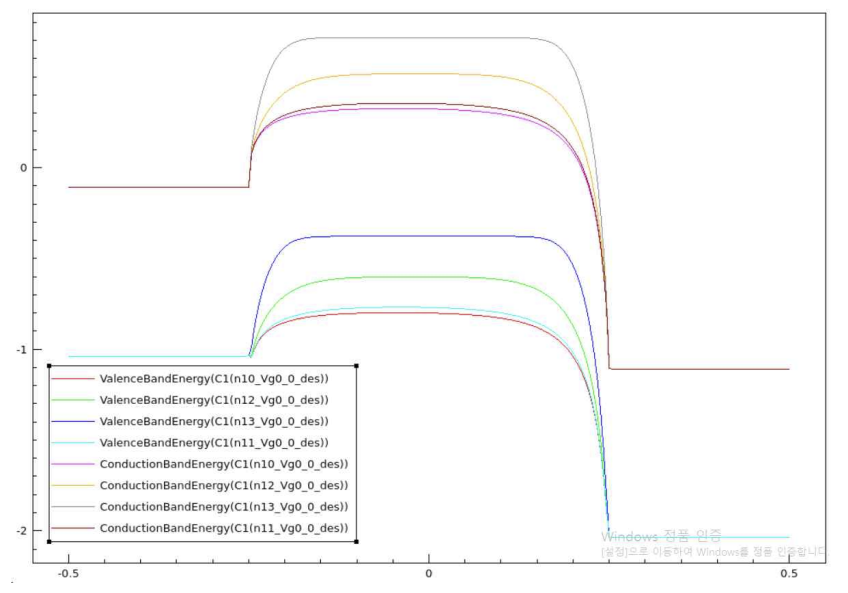 0
-1
-2
ValenceBandEnergy(C1(n10_Vg0_0_des))
ValenceBandEnergy(C1(n12_Vg0_0_des))
ValenceBandEnergy(C1(n13_Vg0_0_des))
ValenceBandEnergy(C1(n11_Vg0_0_des))
ConductionBandEnergy(C1(n10_Vg0_0_des))
ConductionBandEnergy(C1(n12_Vg0_0_des))
ConductionBandEnergy(C1(n13_Vg0_0_des))
ConductionBandEnergy(C1(n11_Vg0_0_des))
Windows 정품 인증
[설정]으로 이동하여 Windows를 정품 인증합니다.
-0.5 0 0.5